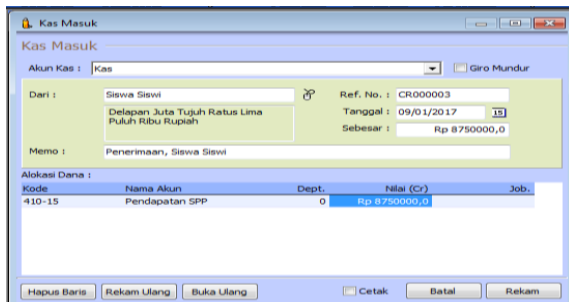 Kas Masuk
Kas Masuk
Akun Kas : Kas Giro Mundur
Dari : Siswa Siswi Ref. No. : CR000003
Delapan Juta Tujuh Ratus Lima Puluh Ribu Rupiah
Tanggal : 09/01/2017 15
Sebesar : Rp 8750000,0
Memo : Penerimaan, Siswa Siswi
Alokasi Dana :
Kode Nama Akun Dept. Nilai (Cr) Job.
410-15 Pendapatan SPP 0 Rp 8750000,0
Hapus Baris Rekam Ulang Buka Ulang Cetak Batal Rekam